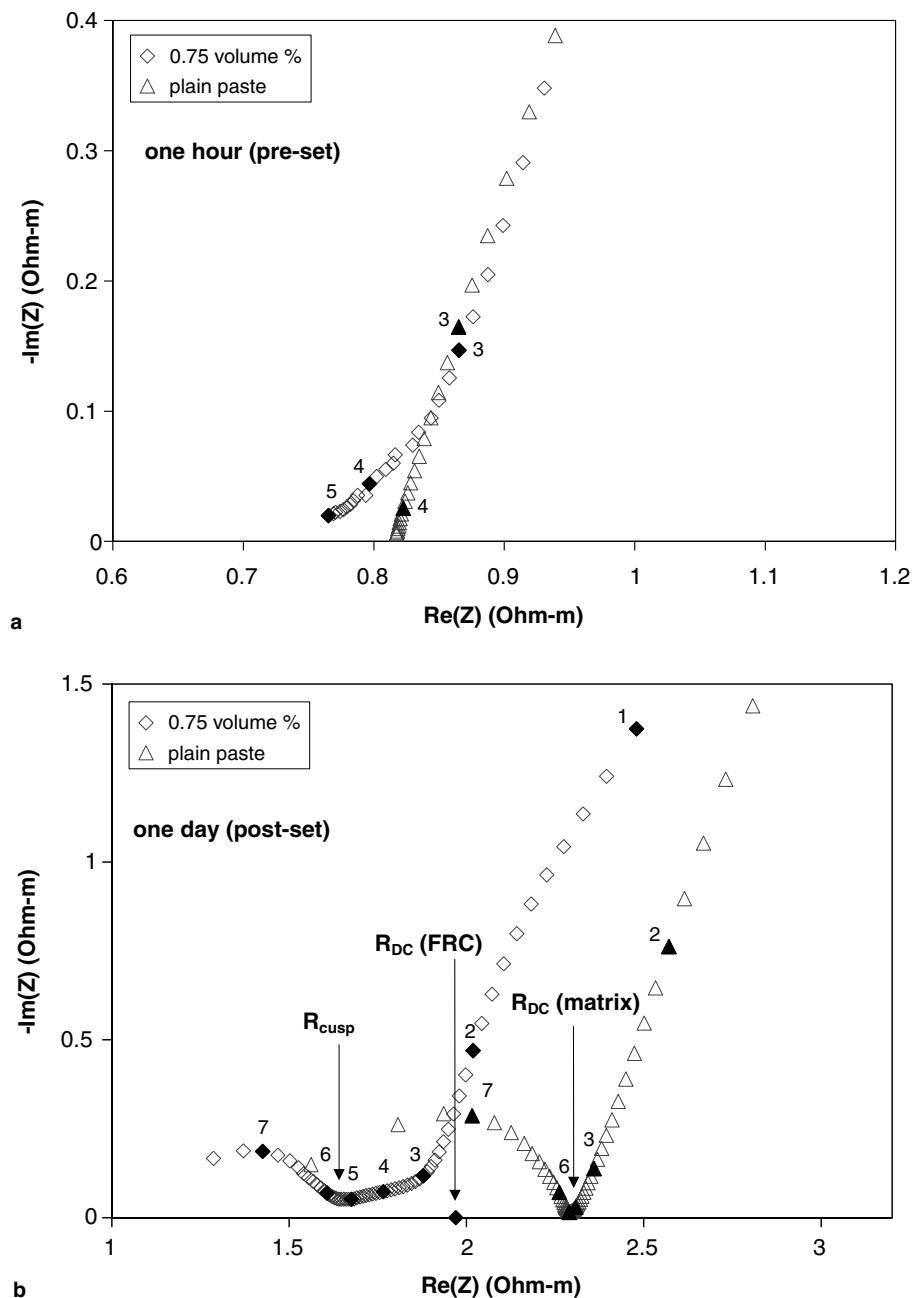 0.4
0.75 volume %
plain paste
one hour (pre-set)
0.3
0.2
3
3
0.1
4
5
4
0
0.6 0.7 0.8 0.9 1 1.1 1.2
-Im(Z) (Ohm-m)
Re(Z) (Ohm-m)
a
1.5
0.75 volume %
plain paste
1
one day (post-set)
1
2
R_DC (FRC)
R_DC (matrix)
0.5
R_cusp
2
7
7
6
5
4
3
6
3
0
1 1.5 2 2.5 3
-Im(Z) (Ohm-m)
Re(Z) (Ohm-m)
b